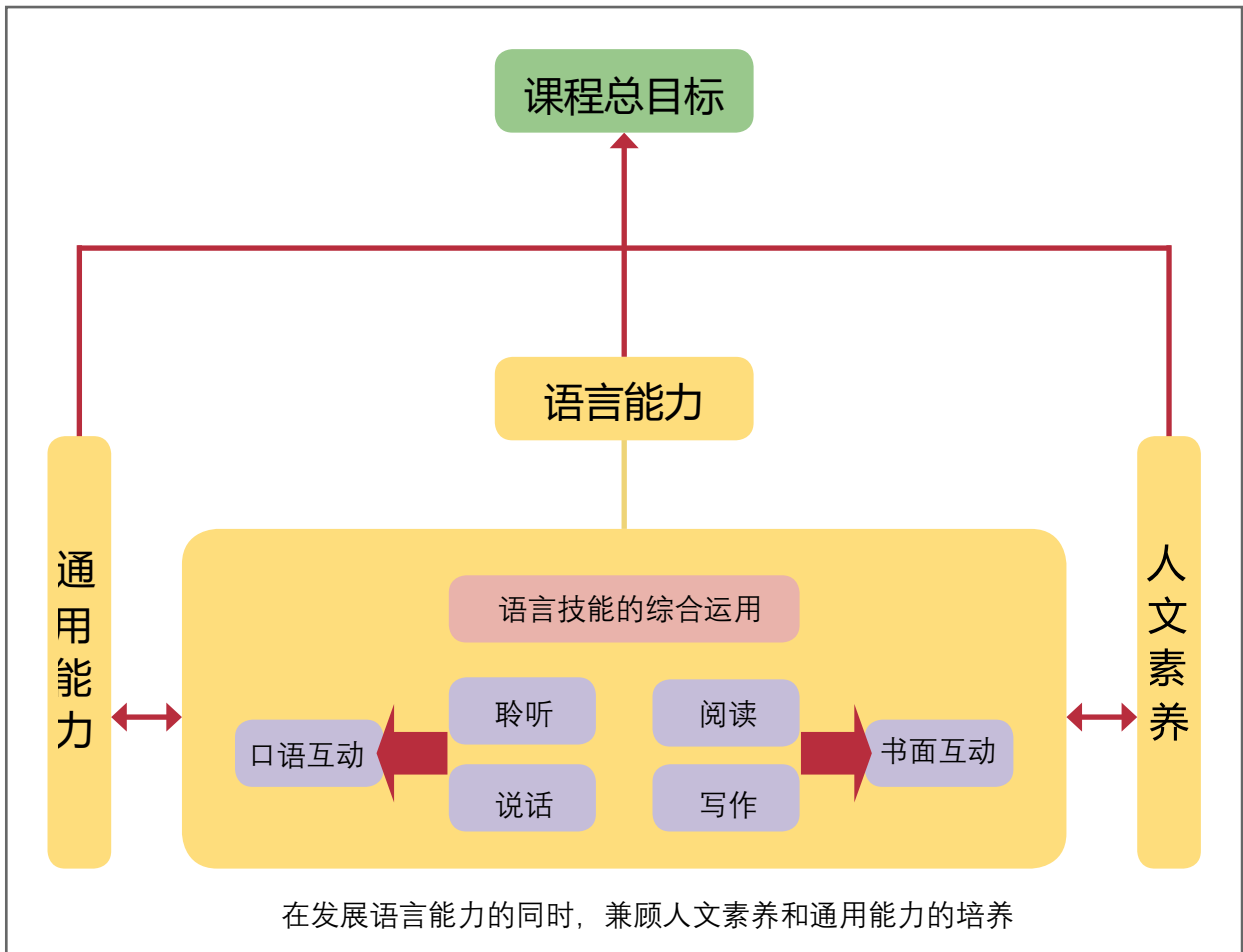 课程总目标
语言能力
通用能力
人文素养
语言技能的综合运用
聆听
阅读
口语互动
书面互动
说话
写作
在发展语言能力的同时，兼顾人文素养和通用能力的培养